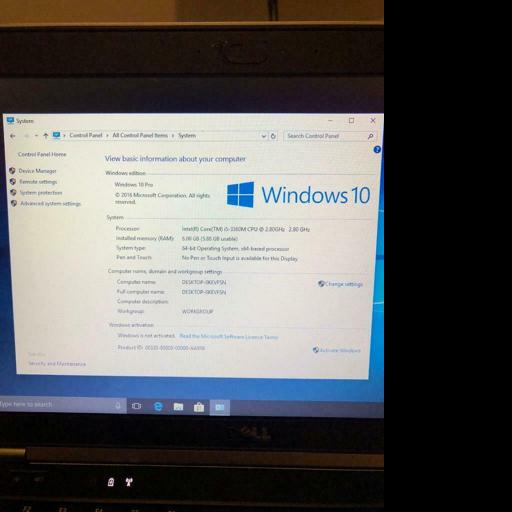 System
Control Panel > All Control Panel Items > System
Search Control Panel
Control Panel Home
Device Manager
Remote settings
System protection
Advanced system settings
View basic information about your computer
Windows edition
Windows 10 Pro
© 2016 Microsoft Corporation. All rights
reserved.
Windows 10
System
Processor: Intel(R) Core(TM) i5-3360M CPU @ 2.80GHz 2.80 GHz
Installed memory (RAM): 6.00 GB (5.88 GB usable)
System type: 64-bit Operating System, x64-based processor
Pen and Touch: No Pen or Touch Input is available for this Display
Computer name, domain and workgroup settings
Computer name: DESKTOP-0KEVFSN
Change settings
Full computer name: DESKTOP-0KEVFSN
Computer description:
Workgroup: WORKGROUP
Windows activation
Windows is not activated. Read the Microsoft Software License Terms
Product ID: 00330-80000-00000-AA998
Activate Windows
See also
Security and Maintenance
Type here to search
DELL
F2 F3 F4